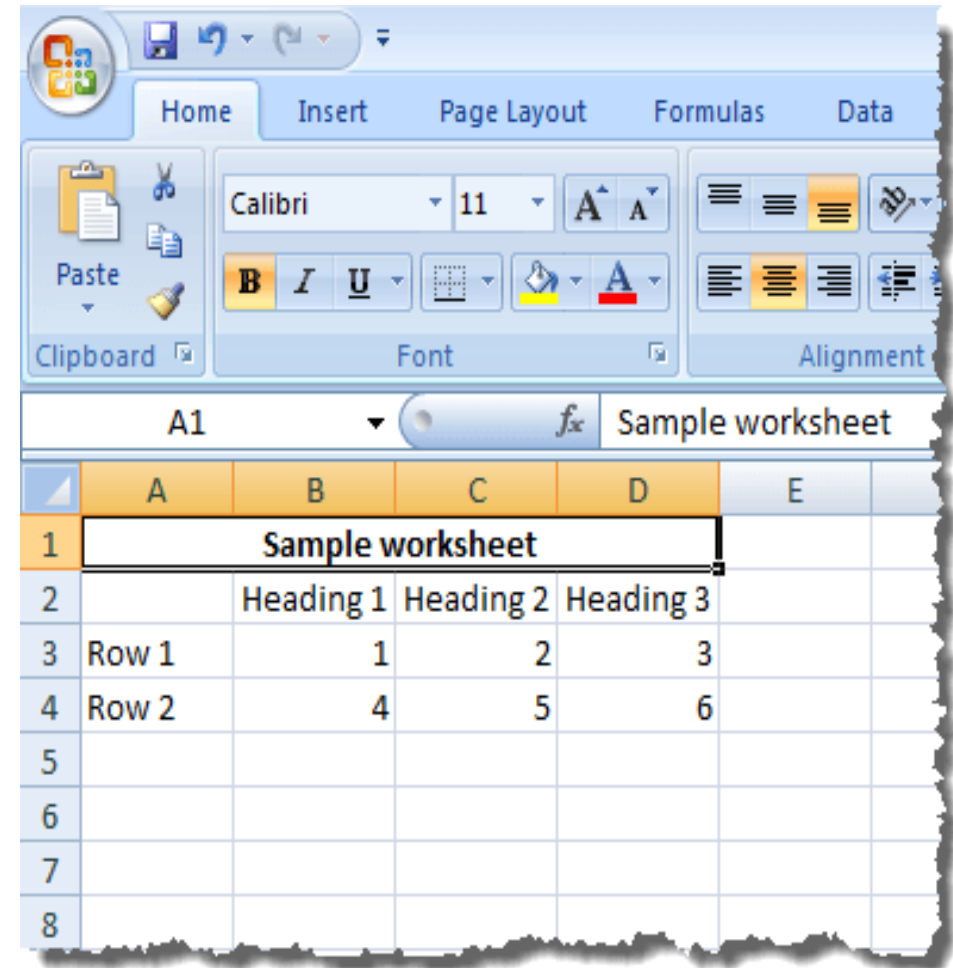 Home Insert Page Layout Formulas Data
Calibri 11 A A ab
Paste B I U A
Clipboard Font Alignment
A1 fx Sample worksheet
A B C D E
1 Sample worksheet
2 Heading 1 Heading 2 Heading 3
3 Row 1 1 2 3
4 Row 2 4 5 6
5
6
7
8